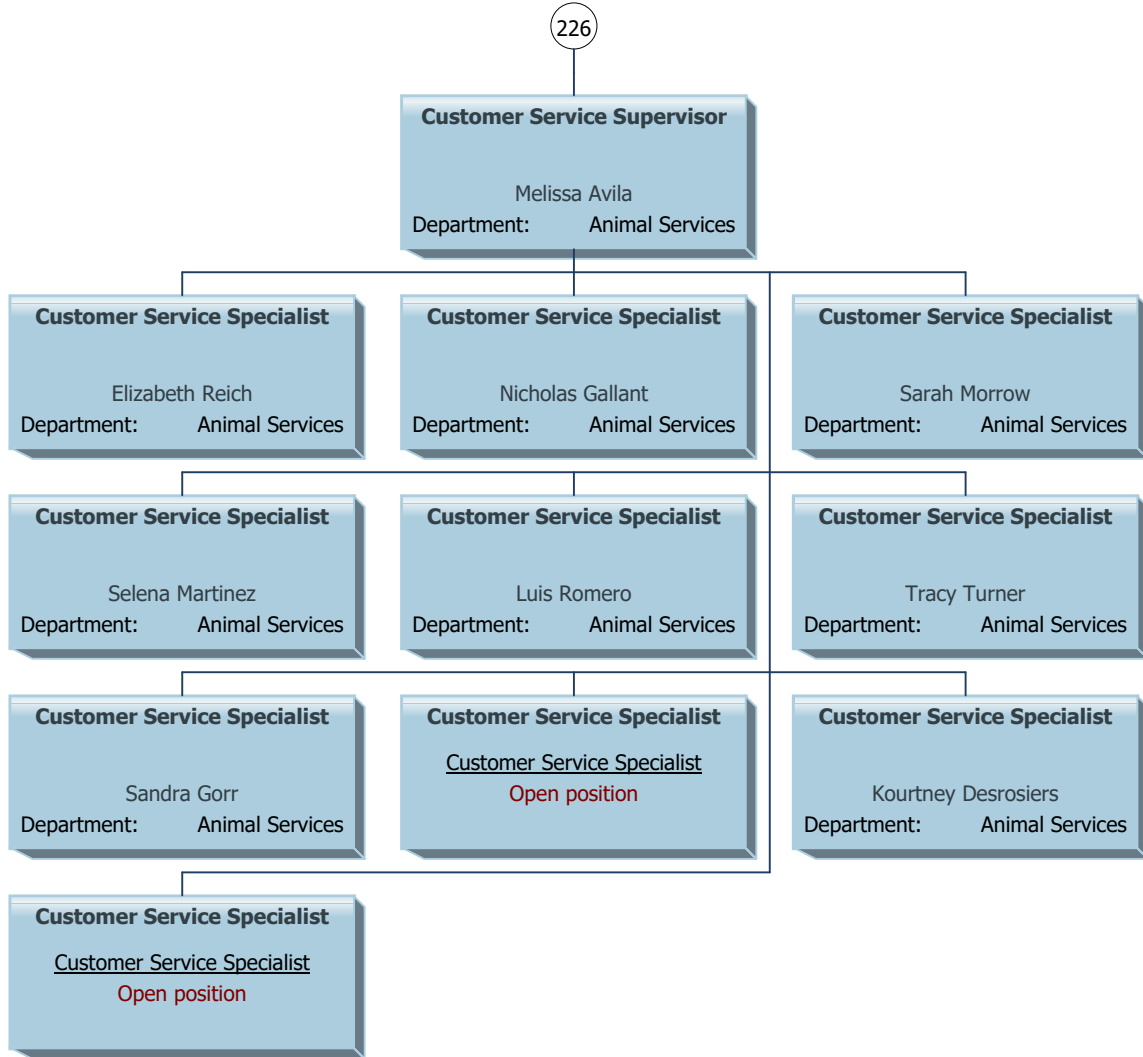 226
Customer Service Supervisor
Melissa Avila
Department: Animal Services
Customer Service Specialist
Elizabeth Reich
Department: Animal Services
Customer Service Specialist
Nicholas Gallant
Department: Animal Services
Customer Service Specialist
Sarah Morrow
Department: Animal Services
Customer Service Specialist
Selena Martinez
Department: Animal Services
Customer Service Specialist
Luis Romero
Department: Animal Services
Customer Service Specialist
Tracy Turner
Department: Animal Services
Customer Service Specialist
Sandra Gorr
Department: Animal Services
Customer Service Specialist
Customer Service Specialist
Open position
Customer Service Specialist
Kourtney Desrosiers
Department: Animal Services
Customer Service Specialist
Customer Service Specialist
Open position